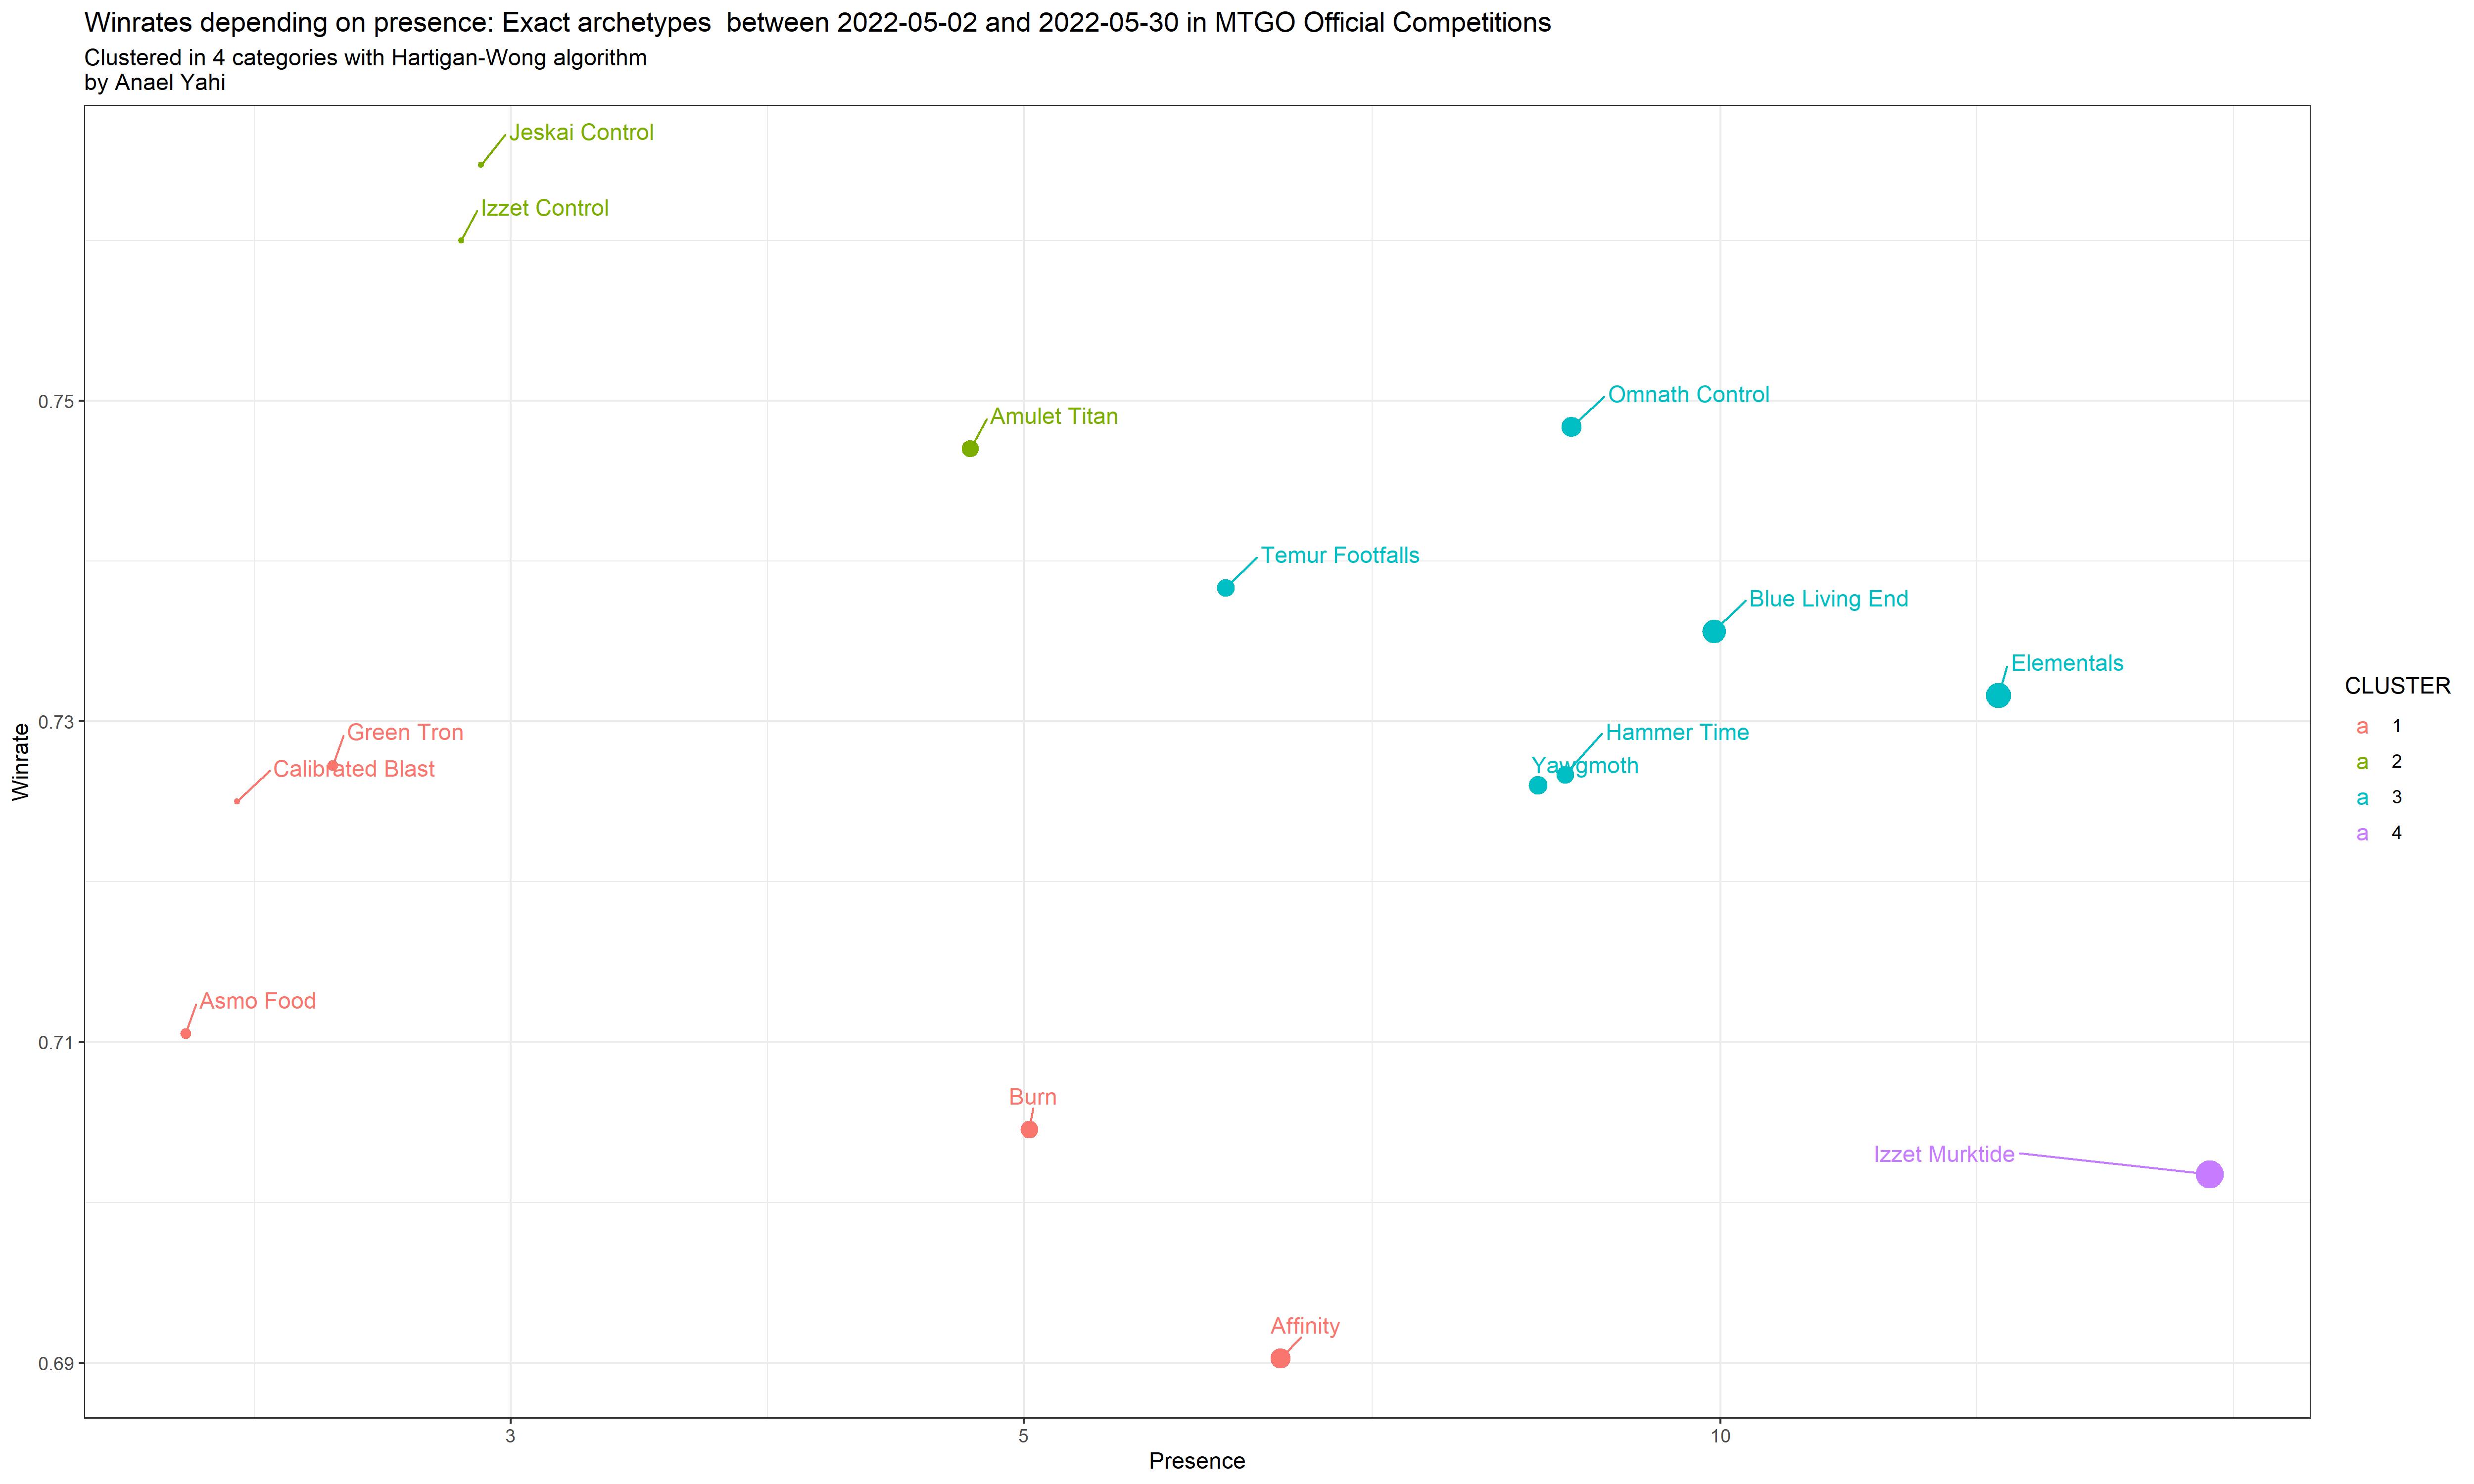 Winrates depending on presence: Exact archetypes  between 2022-05-02 and 2022-05-30 in MTGO Official Competitions
Clustered in 4 categories with Hartigan-Wong algorithm
by Anael Yahi
Jeskai Control
Izzet Control
Omnath Control
0.75
Amulet Titan
Temur Footfalls
Blue Living End
Elementals
CLUSTER
0.73
Green Tron
Hammer Time
a 1
Calibrated Blast
Yawgmoth
a 2
a 3
a 4
Winrate
Asmo Food
0.71
Burn
Izzet Murktide
Affinity
0.69
3
5
10
Presence